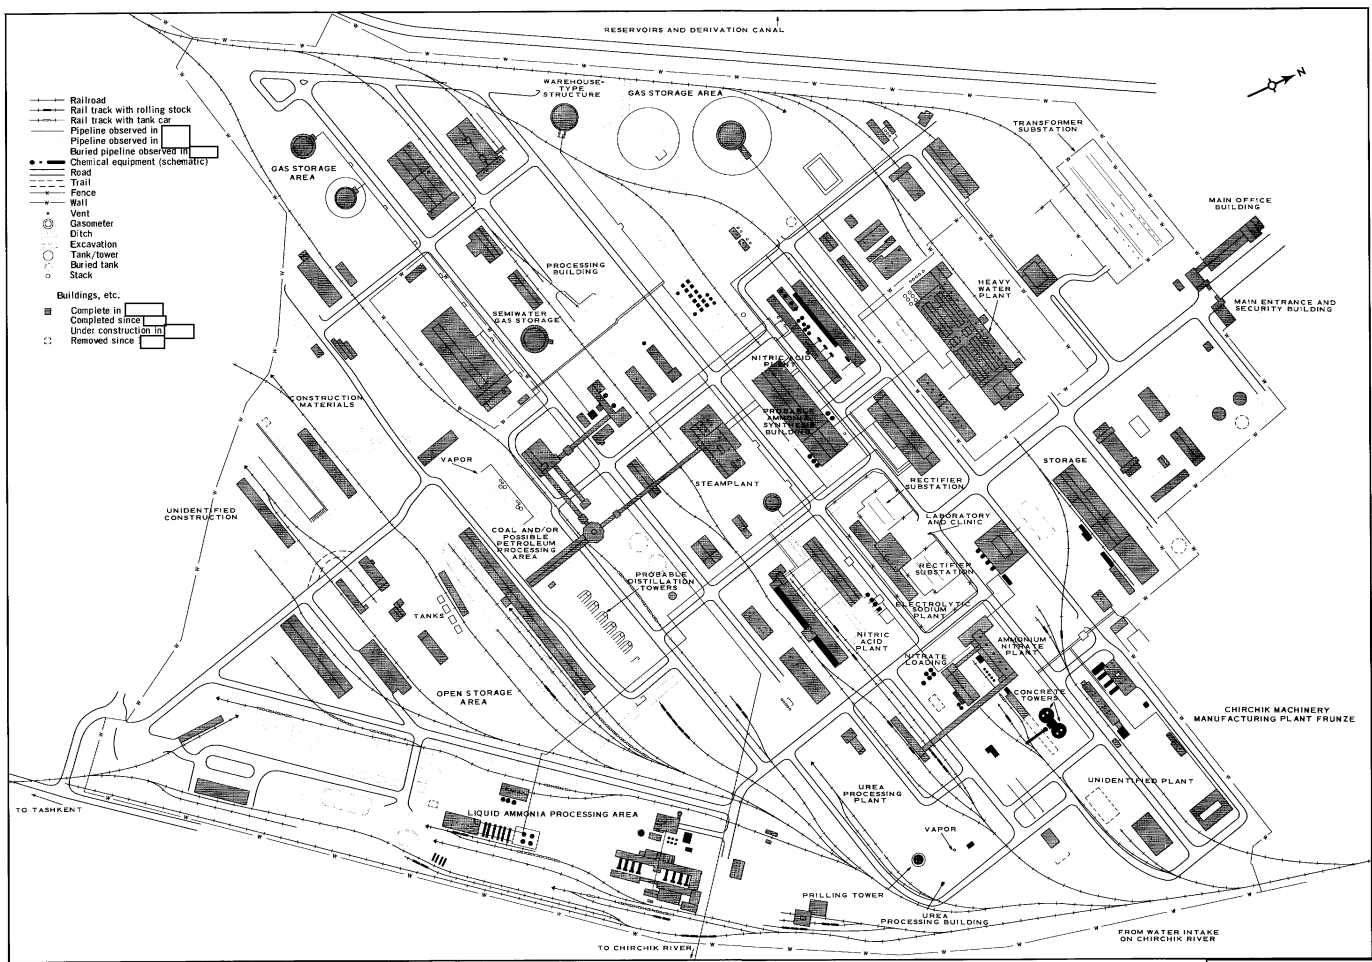 RESERVOIRS AND DERIVATION CANAL
N
WAREHOUSE-
TYPE
STRUCTURE
GAS STORAGE AREA
TRANSFORMER
SUBSTATION
Railroad
Rail track with rolling stock
Rail track with tank car
Pipeline observed in
Pipeline observed in
Buried pipeline observed in
Chemical equipment (schematic)
Road
Trail
Fence
Wall
Vent
Gasometer
Ditch
Excavation
Tank/tower
Buried tank
Stack
Buildings, etc.
Complete in
Completed since
Under construction in
Removed since
GAS STORAGE
AREA
MAIN OFFICE
BUILDING
PROCESSING
BUILDING
HEAVY
WATER
PLANT
MAIN ENTRANCE AND
SECURITY BUILDING
SEMIWATER
GAS STORAGE
NITRIC ACID
PLANT
CONSTRUCTION
MATERIALS
PROBABLE
AMMONIA
SYNTHESIS
BUILDING
VAPOR
STORAGE
STEAMPLANT
RECTIFIER
SUBSTATION
UNIDENTIFIED
CONSTRUCTION
LABORATORY
AND CLINIC
COAL AND/OR
POSSIBLE
PETROLEUM
PROCESSING
AREA
RECTIFIER
SUBSTATION
PROBABLE
DISTILLATION
TOWERS
ELECTROLYTIC
SODIUM
PLANT
TANKS
NITRIC
ACID
PLANT
AMMONIUM
NITRATE
PLANT
NITRATE
LOADING
OPEN STORAGE
AREA
CONCRETE
TOWERS
CHIRCHIK MACHINERY
MANUFACTURING PLANT FRUNZE
UNIDENTIFIED PLANT
UREA
PROCESSING
PLANT
TO TASHKENT
LIQUID AMMONIA PROCESSING AREA
VAPOR
PRILLING TOWER
UREA
PROCESSING BUILDING
FROM WATER INTAKE
ON CHIRCHIK RIVER
TO CHIRCHIK RIVER